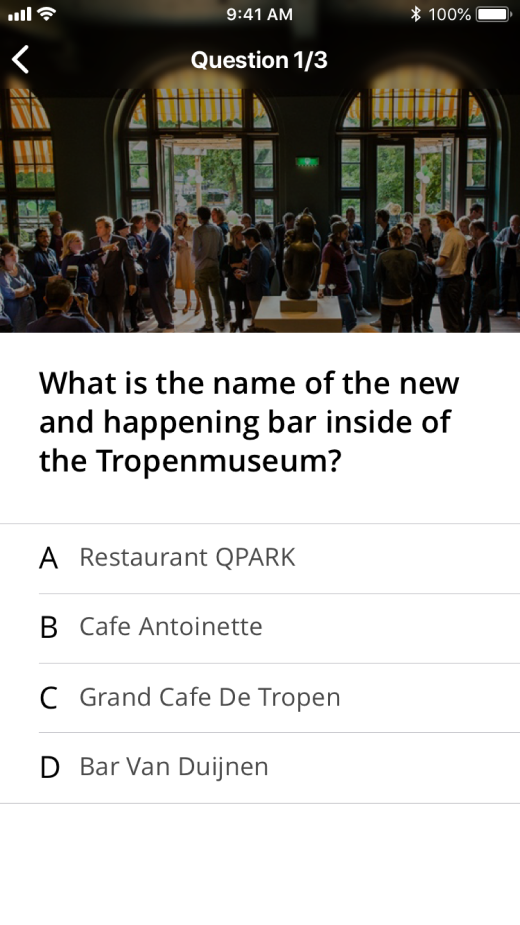 9:41 AM
100%
Question 1/3
What is the name of the new
and happening bar inside of
the Tropenmuseum?
A Restaurant QPARK
B Cafe Antoinette
C Grand Cafe De Tropen
D Bar Van Duijnen